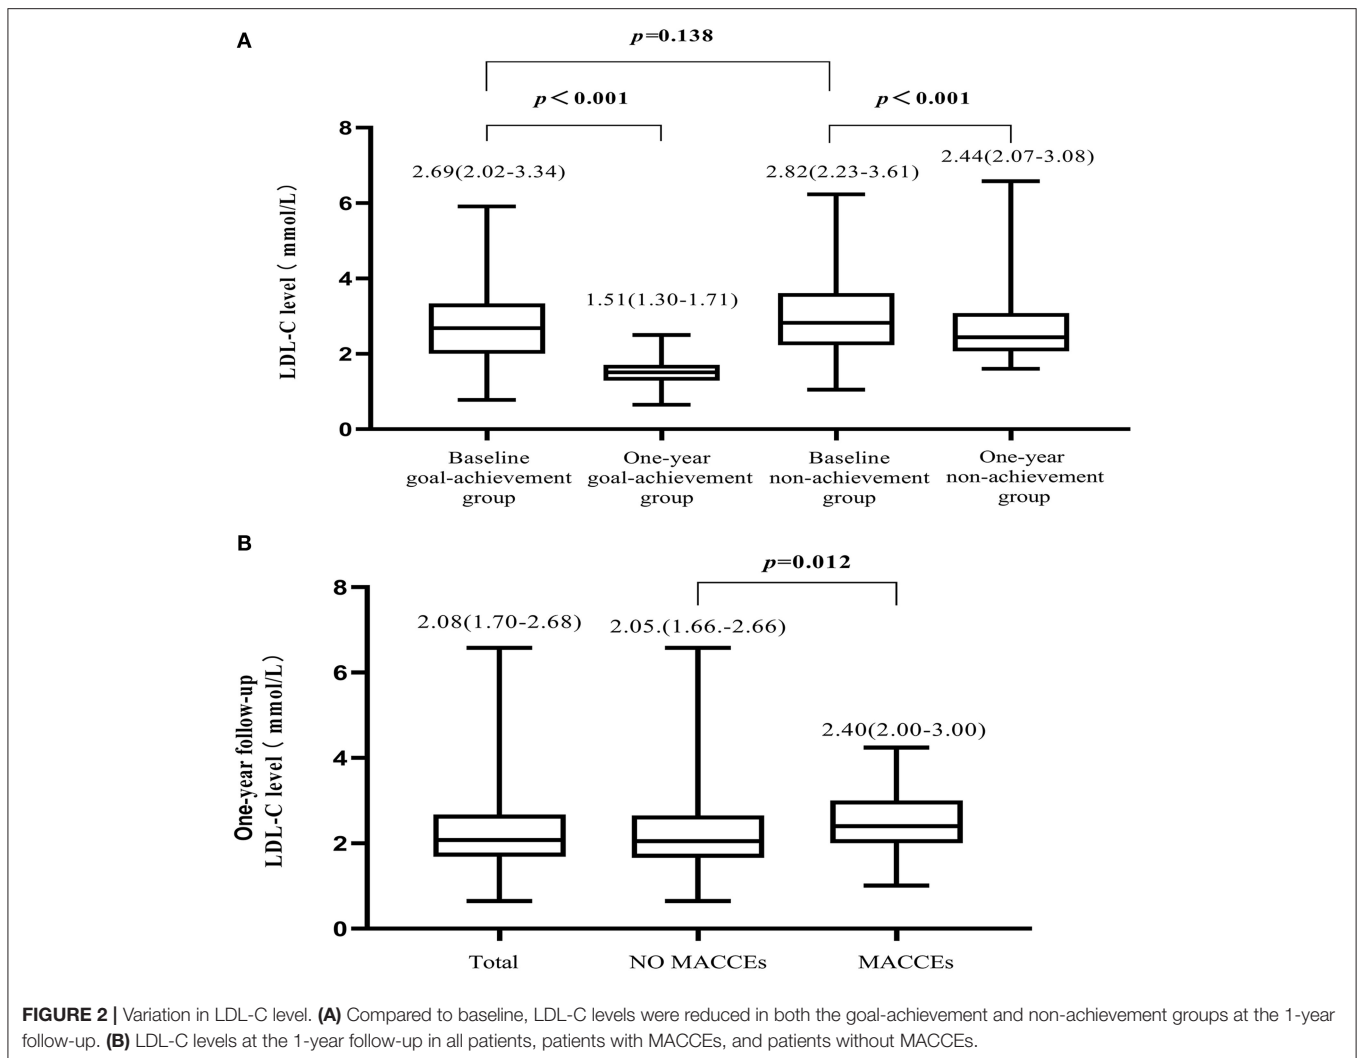 A
p=0.138
p<0.001
p<0.001
8
6
4
2
0
LDL-C level ( mmol/L)
2.69(2.02-3.34)
1.51(1.30-1.71)
2.82(2.23-3.61)
2.44(2.07-3.08)
Baseline
goal-achievement
group
One-year
goal-achievement
group
Baseline
non-achievement
group
One-year
non-achievement
group
B
p=0.012
8
6
4
2
0
One-year follow-up
LDL-C level ( mmol/L)
2.08(1.70-2.68)
2.05.(1.66.-2.66)
2.40(2.00-3.00)
Total
NO MACCEs
MACCEs
FIGURE 2 | Variation in LDL-C level. (A) Compared to baseline, LDL-C levels were reduced in both the goal-achievement and non-achievement groups at the 1-year
follow-up. (B) LDL-C levels at the 1-year follow-up in all patients, patients with MACCEs, and patients without MACCEs.